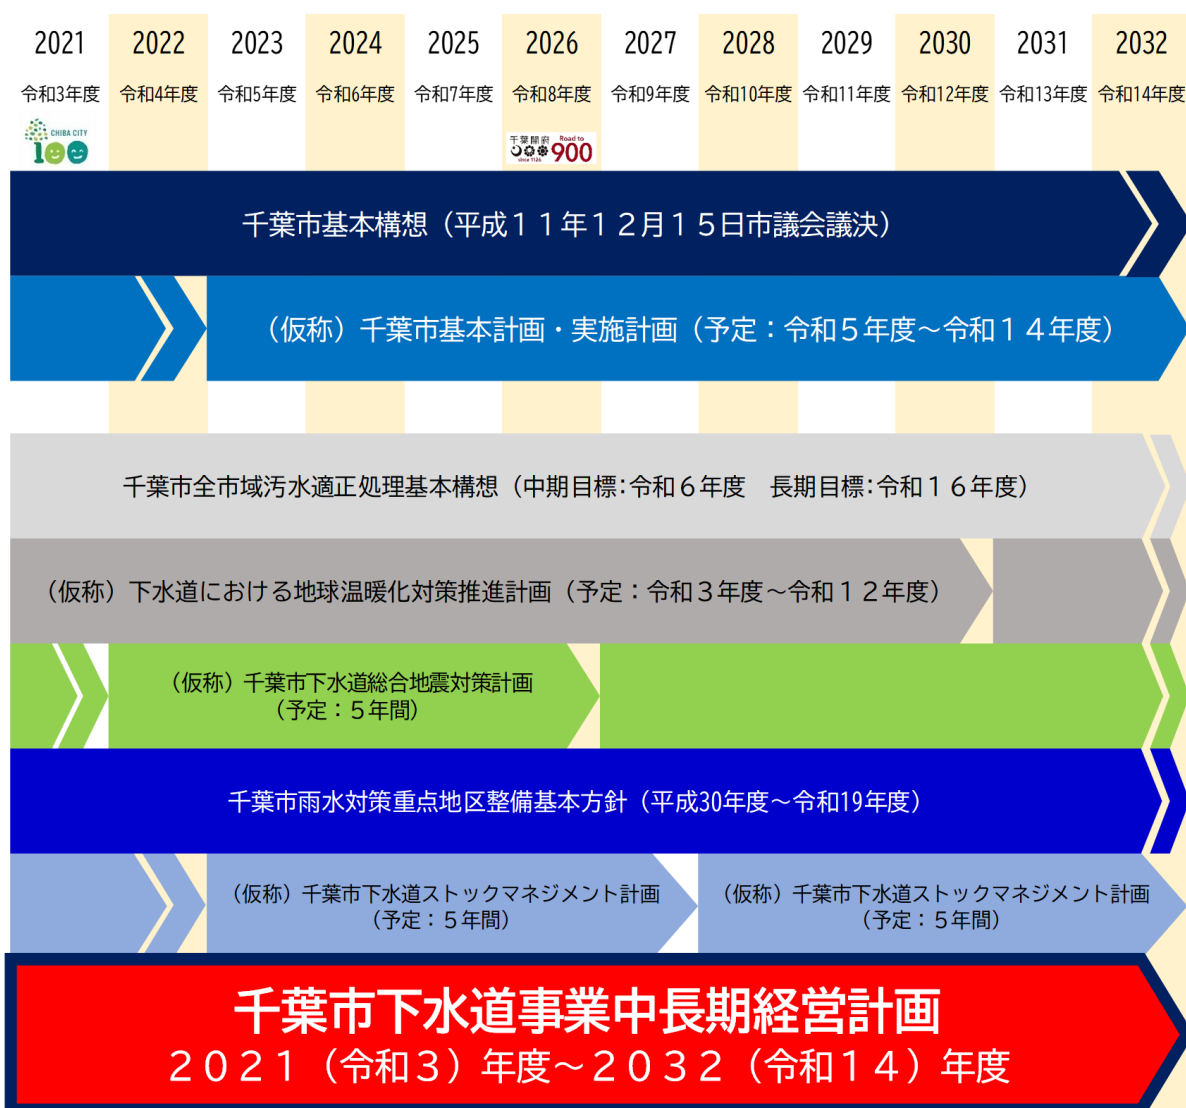 2021 2022 2023 2024 2025 2026 2027 2028 2029 2030 2031 2032
令和3年度 令和4年度 令和5年度 令和6年度 令和7年度 令和8年度 令和9年度 令和10年度 令和11年度 令和12年度 令和13年度 令和14年度
CHIBA CITY
100
千葉開府 Road to
900
since 1126
千葉市基本構想（平成１１年１２月１５日市議会議決）
（仮称）千葉市基本計画・実施計画（予定：令和５年度～令和１４年度）
千葉市全市域汚水適正処理基本構想（中期目標:令和６年度　長期目標:令和１６年度）
（仮称）下水道における地球温暖化対策推進計画（予定：令和３年度～令和１２年度）
（仮称）千葉市下水道総合地震対策計画
（予定：５年間）
千葉市雨水対策重点地区整備基本方針（平成30年度～令和19年度）
（仮称）千葉市下水道ストックマネジメント計画
（予定：５年間）
（仮称）千葉市下水道ストックマネジメント計画
（予定：５年間）
千葉市下水道事業中長期経営計画
２０２１（令和３）年度～２０３２（令和１４）年度